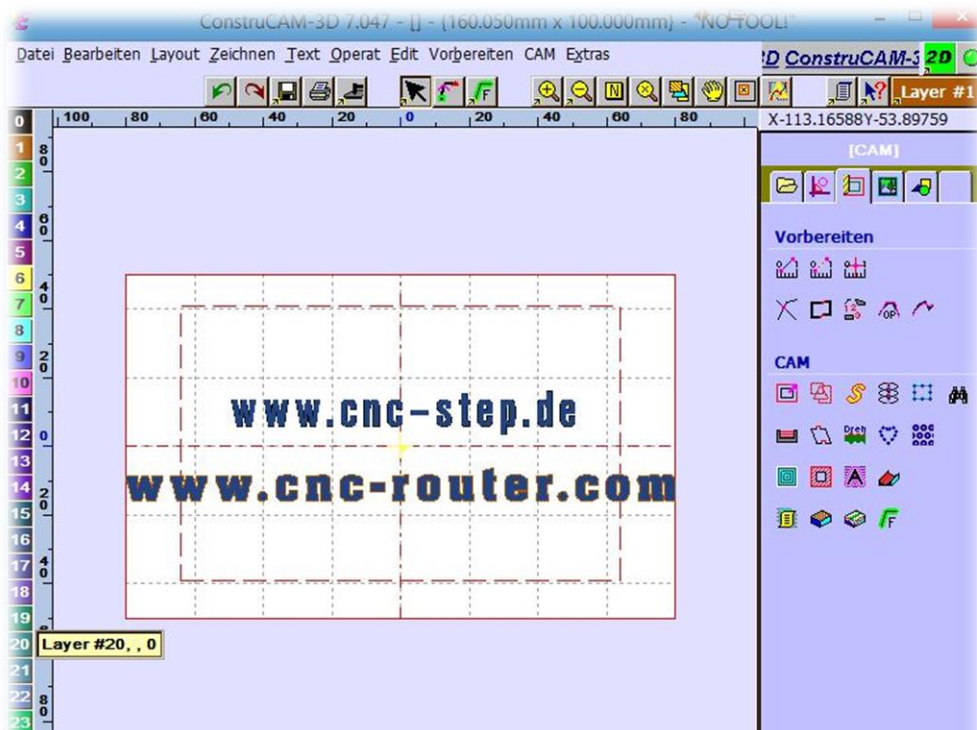 ConstruCAM-3D 7.047 - [] - {160.050mm x 100.000mm} - "NO TOOL!"
Datei Bearbeiten Layout Zeichnen Text Operat Edit Vorbereiten CAM Extras
3D ConstruCAM-3 2D
Layer #1
X-113.16588Y-53.89759
100 80 60 40 20 0 20 40 60 80
[CAM]
Vorbereiten
CAM
Dreh
0
1
2
3
4
5
6
7
8
9
10
11
12
13
14
15
16
17
18
19
20
21
22
23
80
60
40
20
0
20
40
80
www.cnc-step.de
www.cnc-router.com
Layer #20, , 0